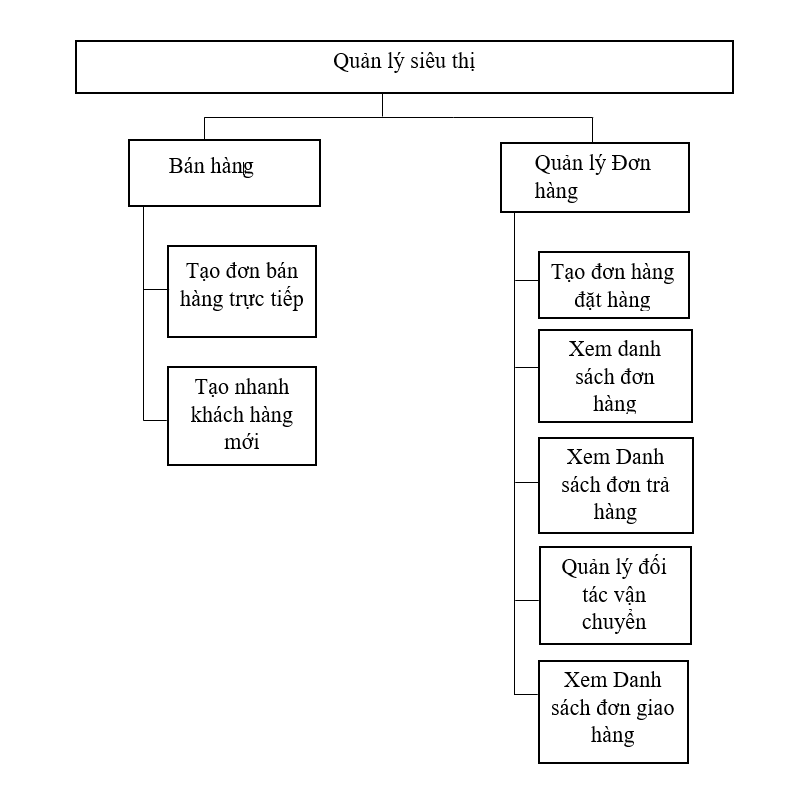 Quản lý siêu thị
Bán hàng
Quản lý Đơn
hàng
Tạo đơn bán
hàng trực tiếp
Tạo nhanh
khách hàng
mới
Tạo đơn hàng
đặt hàng
Xem danh
sách đơn
hàng
Xem Danh
sách đơn trả
hàng
Quản lý đối
tác vận
chuyển
Xem Danh
sách đơn giao
hàng